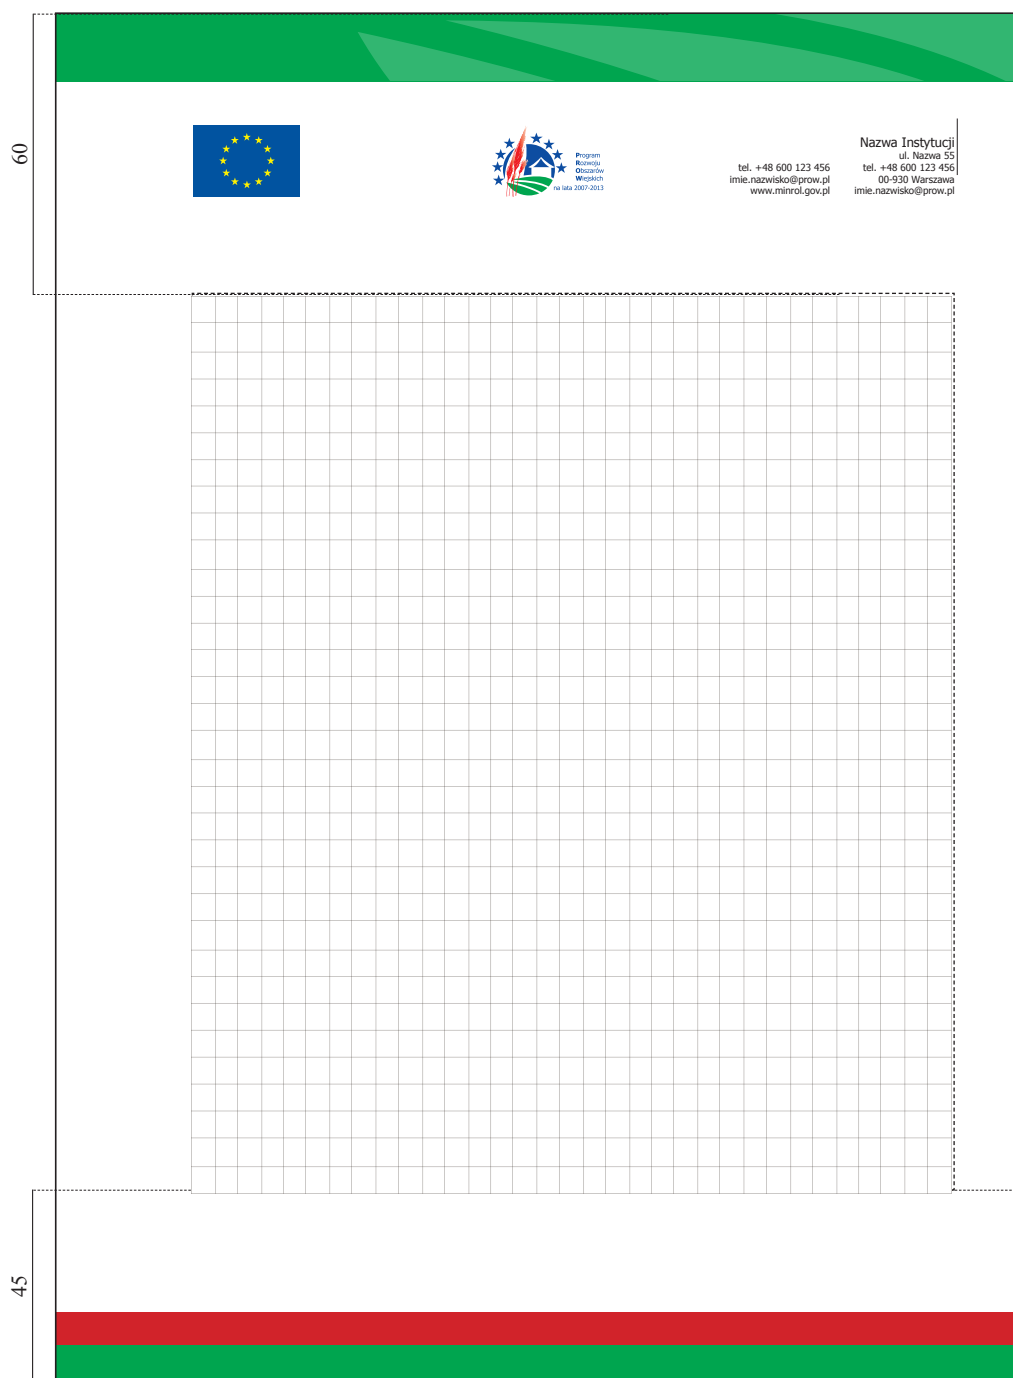 60
Program
Rozwoju
Obszarów
Wiejskich
na lata 2007-2013
tel. +48 600 123 456
imie.nazwisko@prow.pl
www.minrol.gov.pl
Nazwa Instytucji
ul. Nazwa 55
tel. +48 600 123 456
00-930 Warszawa
imie.nazwisko@prow.pl
45